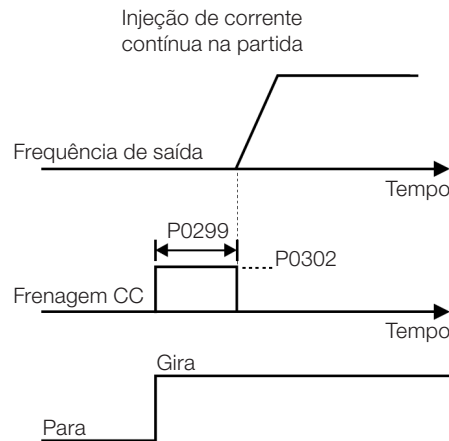 Injeção de corrente
contínua na partida
Frequência de saída
Tempo
P0299
P0302
Frenagem CC
Tempo
Gira
Para